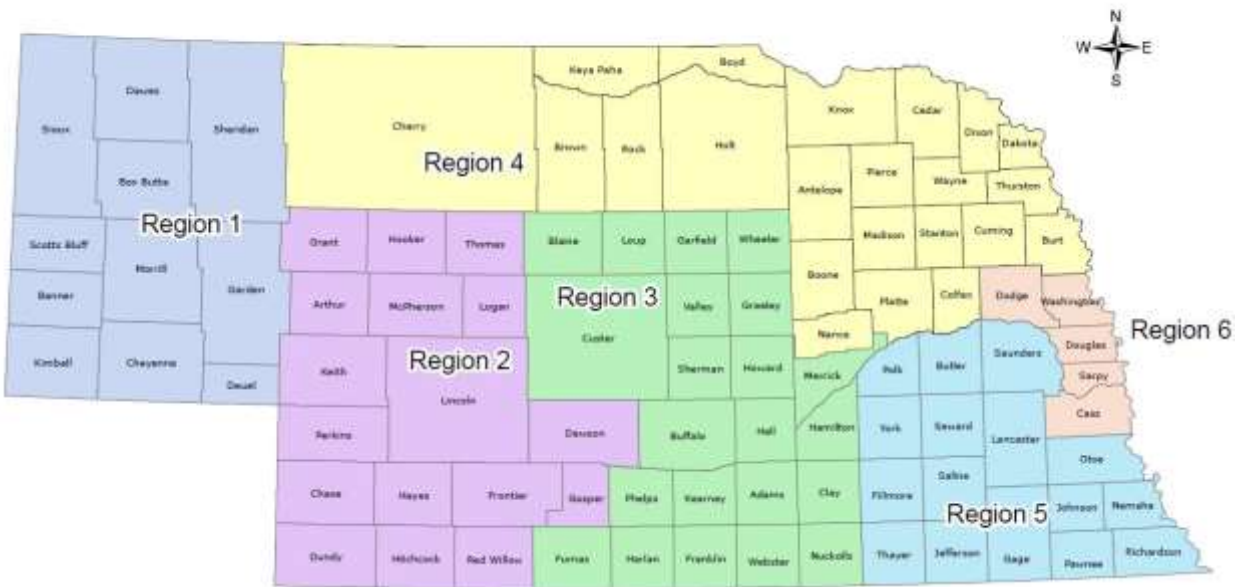 N
W E
S
Keya Paha
Boyd
Dawes
Knox
Cedar
Sioux
Sheridan
Cherry
Dixon
Dakota
Brown
Rock
Holt
Region 4
Box Butte
Pierce
Wayne
Thurston
Antelope
Region 1
Scotts Bluff
Grant
Hooker
Thomas
Blaine
Loup
Garfield
Wheeler
Madison
Stanton
Cuming
Burt
Morrill
Boone
Banner
Garden
Arthur
McPherson
Logan
Region 3
Valley
Greeley
Platte
Colfax
Dodge
Washington
Custer
Nance
Region 6
Kimball
Cheyenne
Deuel
Keith
Region 2
Lincoln
Sherman
Howard
Merrick
Polk
Butler
Saunders
Douglas
Sarpy
Perkins
Dawson
Buffalo
Hall
Hamilton
York
Seward
Lancaster
Cass
Otoe
Chase
Hayes
Frontier
Gosper
Phelps
Kearney
Adams
Clay
Fillmore
Saline
Region 5
Johnson
Nemaha
Dundy
Hitchcock
Red Willow
Furnas
Harlan
Franklin
Webster
Nuckolls
Thayer
Jefferson
Gage
Pawnee
Richardson